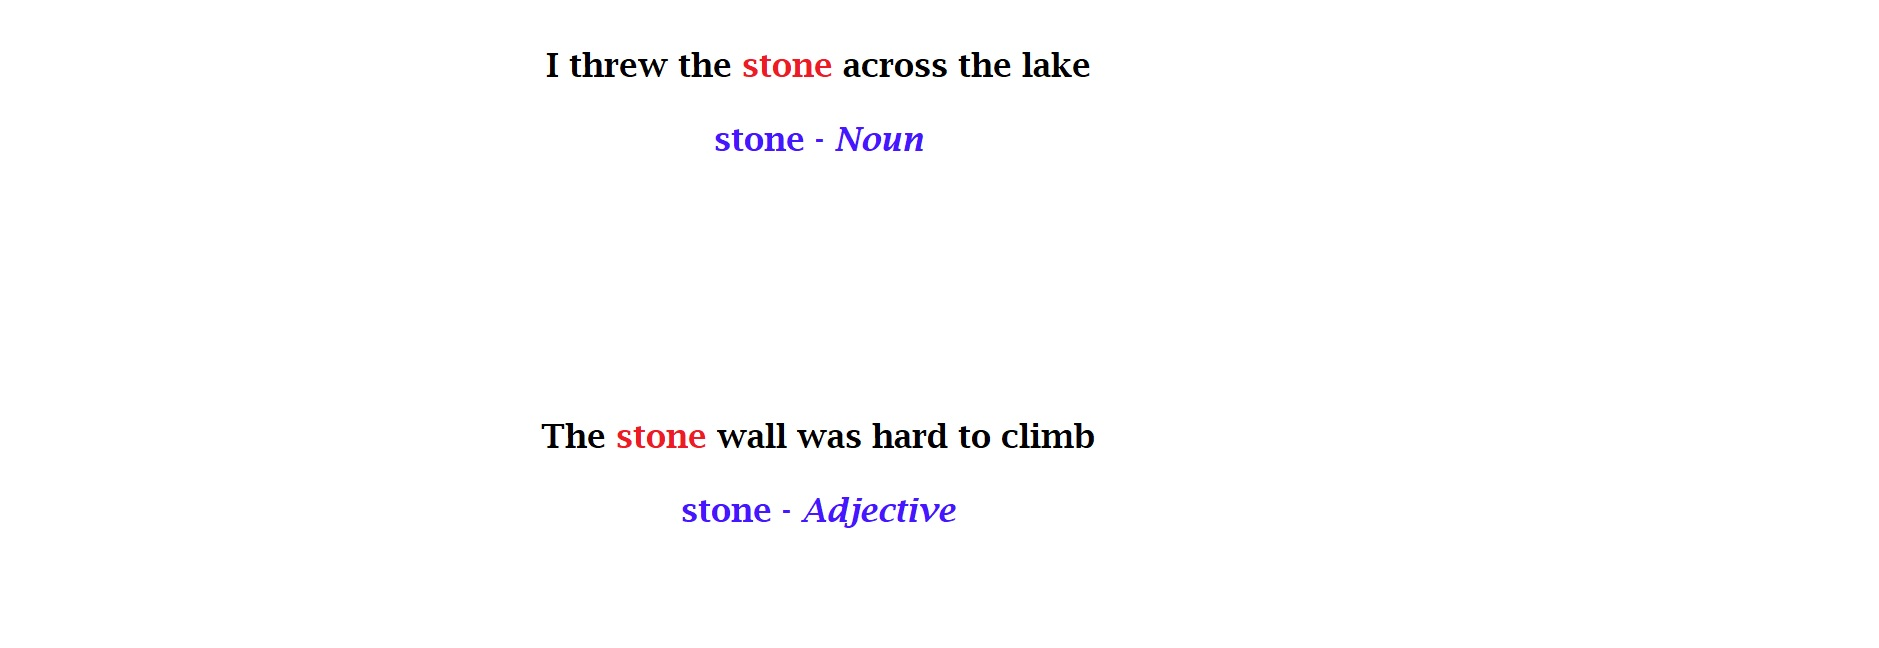 I threw the stone across the lake
stone - Noun
The stone wall was hard to climb
stone - Adjective